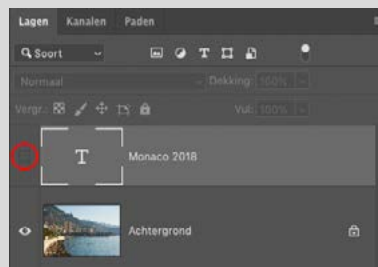 Lagen Kanalen Paden
Soort
Normaal Dekking: 100%
Vergr.: Vul: 100%
T Monaco 2018
Achtergrond